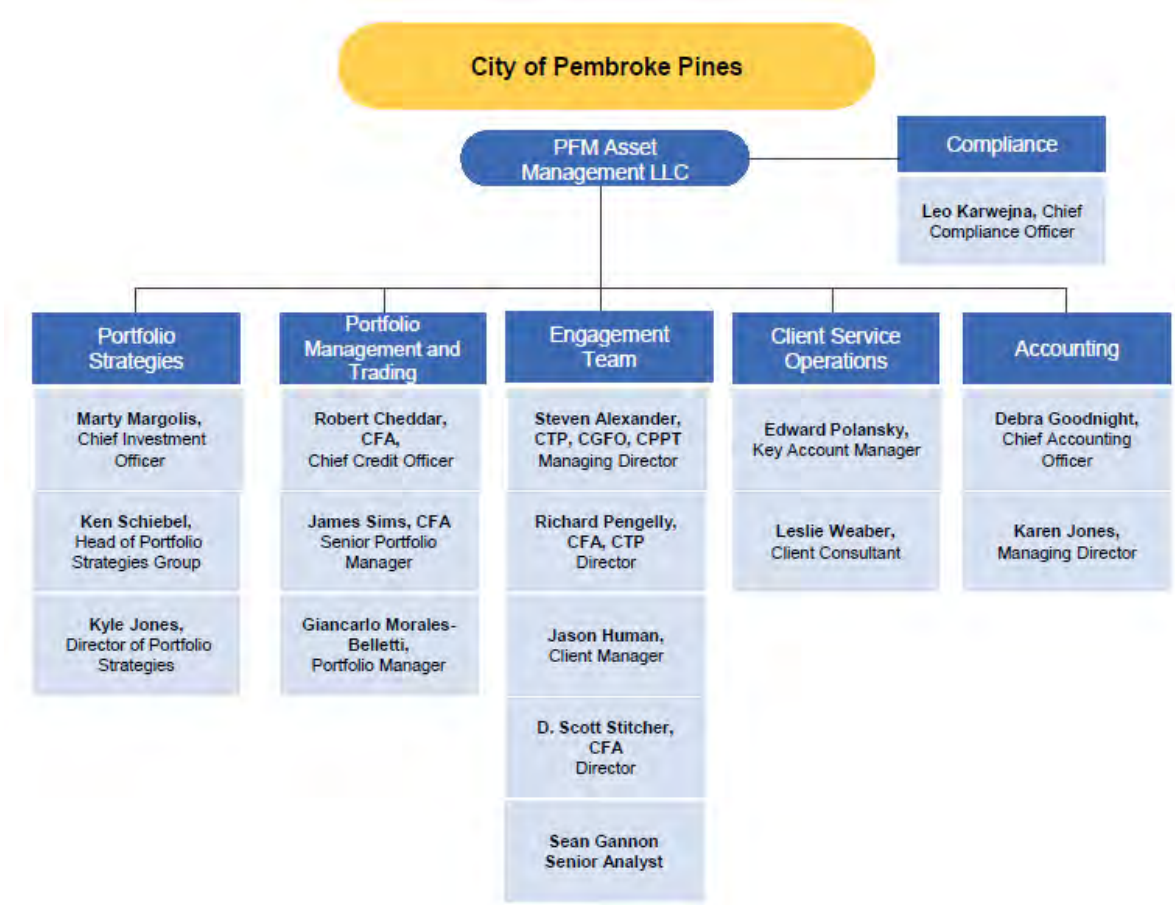 City of Pembroke Pines
PFM Asset
Management LLC
Compliance
Leo Karwejna, Chief
Compliance Officer
Portfolio
Strategies
Marty Margolis,
Chief Investment
Officer
Ken Schiebel,
Head of Portfolio
Strategies Group
Kyle Jones,
Director of Portfolio
Strategies
Portfolio
Management and
Trading
Robert Cheddar,
CFA,
Chief Credit Officer
James Sims, CFA
Senior Portfolio
Manager
Giancarlo Morales-
Belletti,
Portfolio Manager
Engagement
Team
Steven Alexander,
CTP, CGFO, CPPT
Managing Director
Richard Pengelly,
CFA, CTP
Director
Jason Human,
Client Manager
D. Scott Stitcher,
CFA
Director
Sean Gannon
Senior Analyst
Client Service
Operations
Edward Polansky,
Key Account Manager
Leslie Weaber,
Client Consultant
Accounting
Debra Goodnight,
Chief Accounting
Officer
Karen Jones,
Managing Director